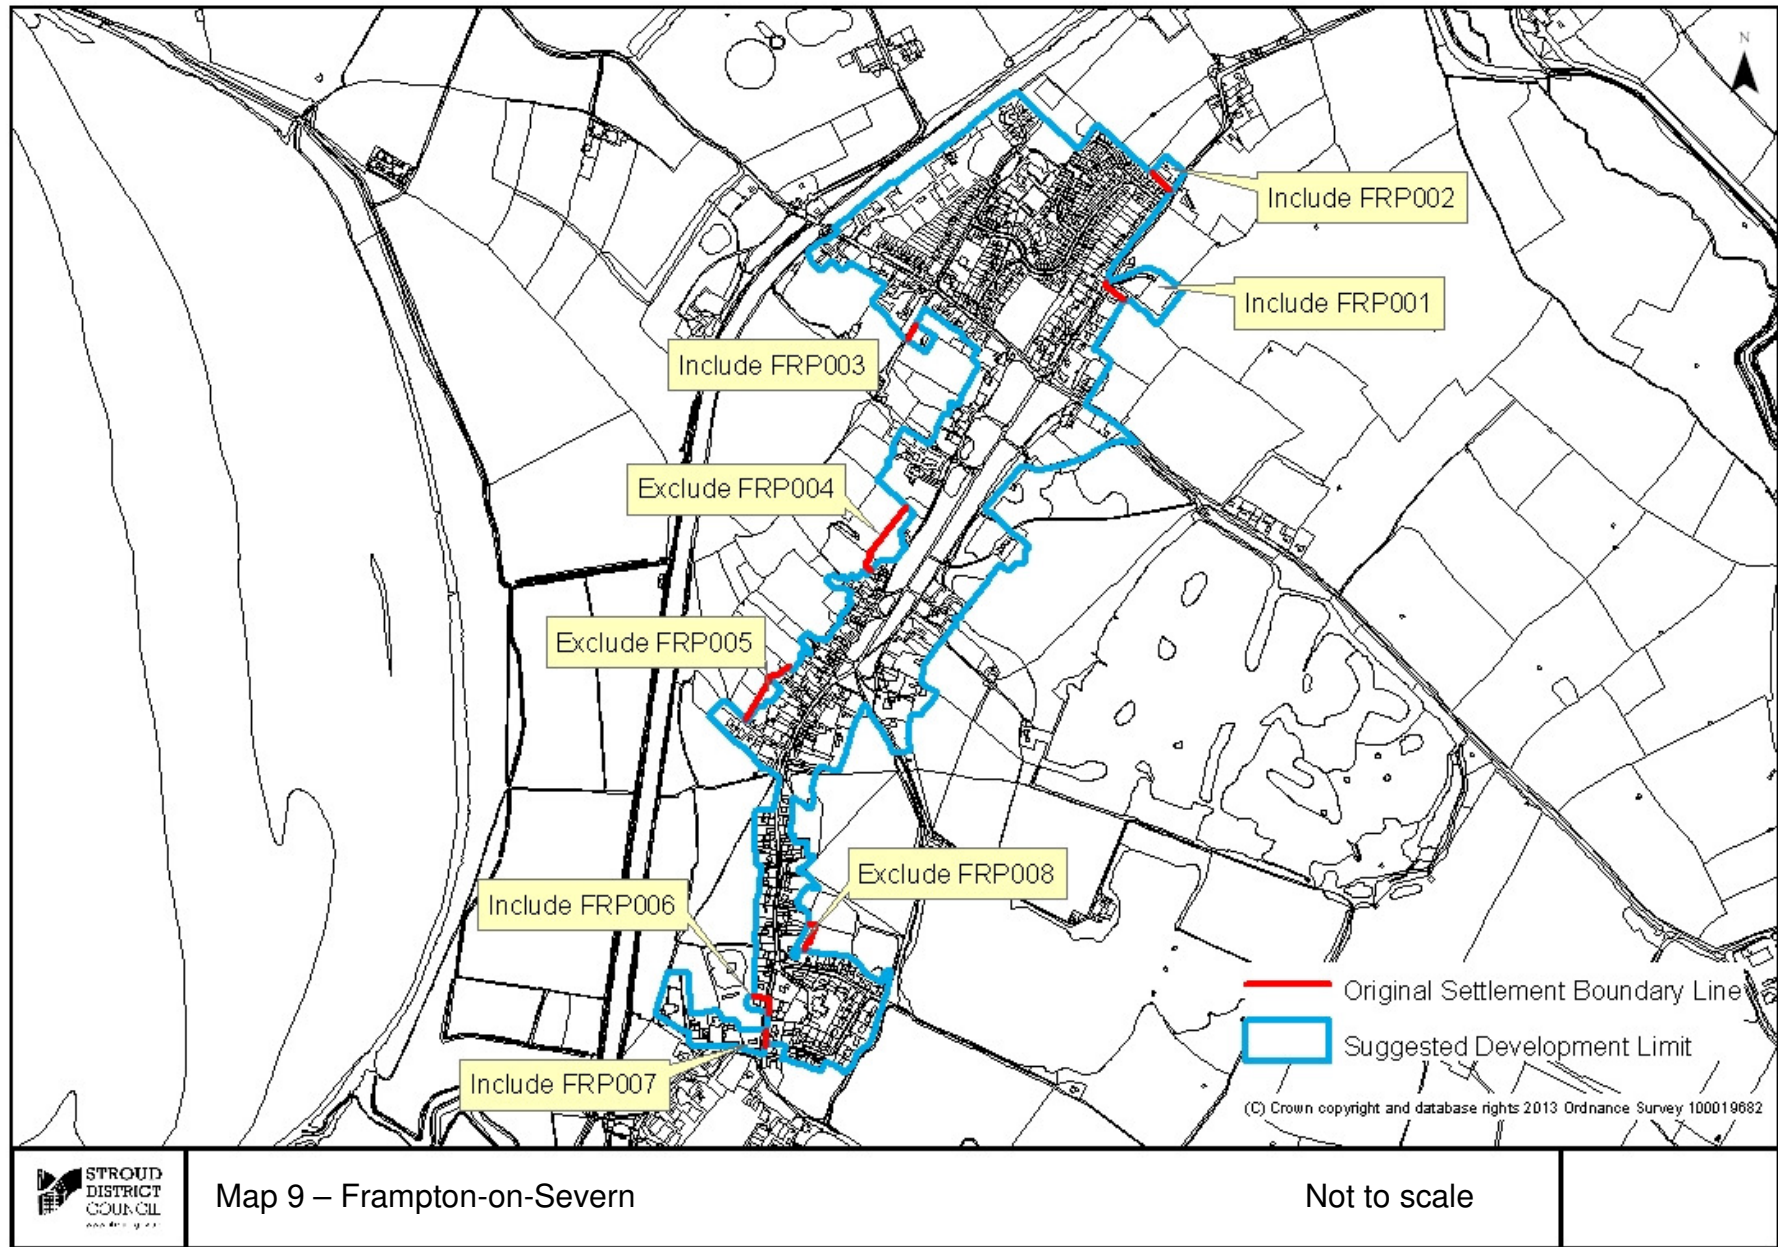 N
Include FRP002
Include FRP001
Include FRP003
Exclude FRP004
Exclude FRP005
Exclude FRP008
Include FRP006
Include FRP007
Original Settlement Boundary Line
Suggested Development Limit
(C) Crown copyright and database rights 2013 Ordnance Survey 100019682
STROUD
DISTRICT
COUNCIL
Map 9 – Frampton-on-Severn
Not to scale